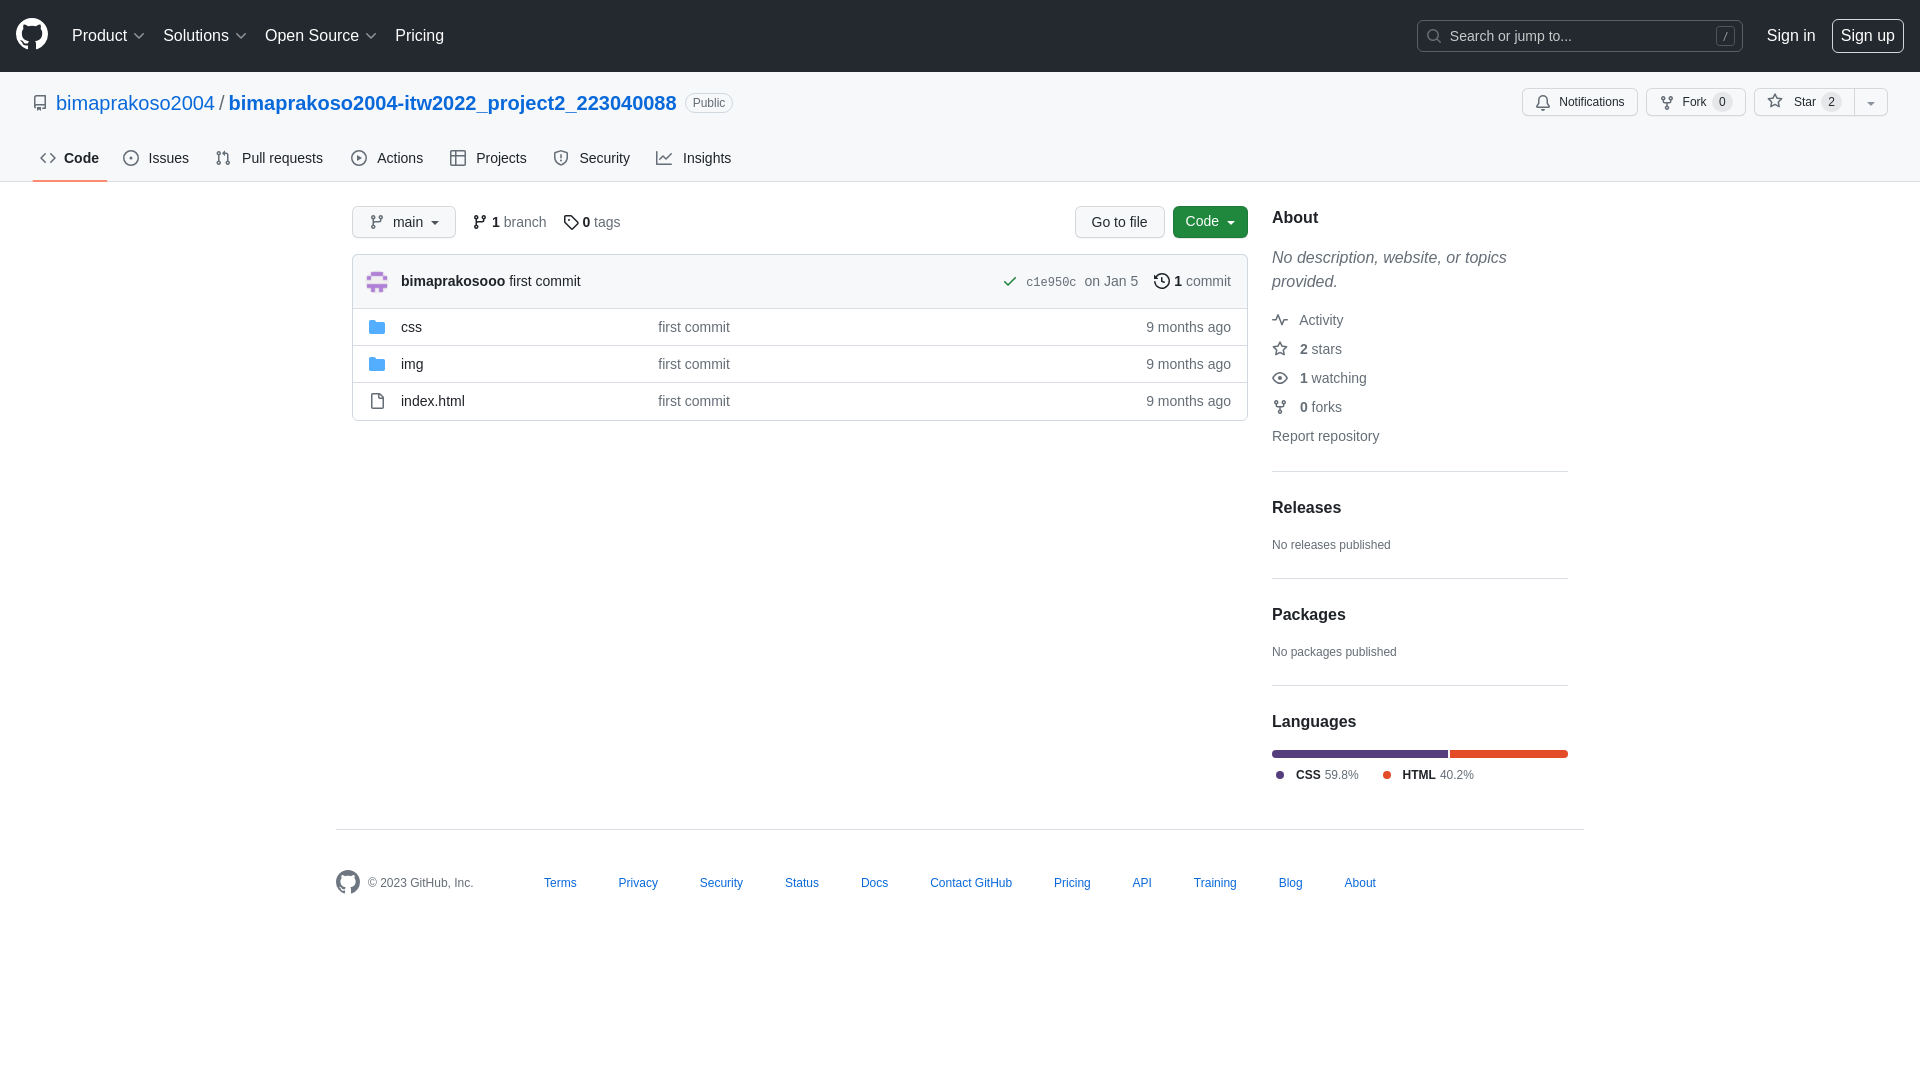 Product Solutions Open Source Pricing Search or jump to... / Sign in Sign up
bimaprakoso2004 / bimaprakoso2004-itw2022_project2_223040088 Public Notifications Fork 0 Star 2
Code Issues Pull requests Actions Projects Security Insights
main 1 branch 0 tags Go to file Code
bimaprakosooo first commit c1e950c on Jan 5 1 commit
css first commit 9 months ago
img first commit 9 months ago
index.html first commit 9 months ago
About
No description, website, or topics
provided.
Activity
2 stars
1 watching
0 forks
Report repository
Releases
No releases published
Packages
No packages published
Languages
CSS 59.8% HTML 40.2%
© 2023 GitHub, Inc. Terms Privacy Security Status Docs Contact GitHub Pricing API Training Blog About